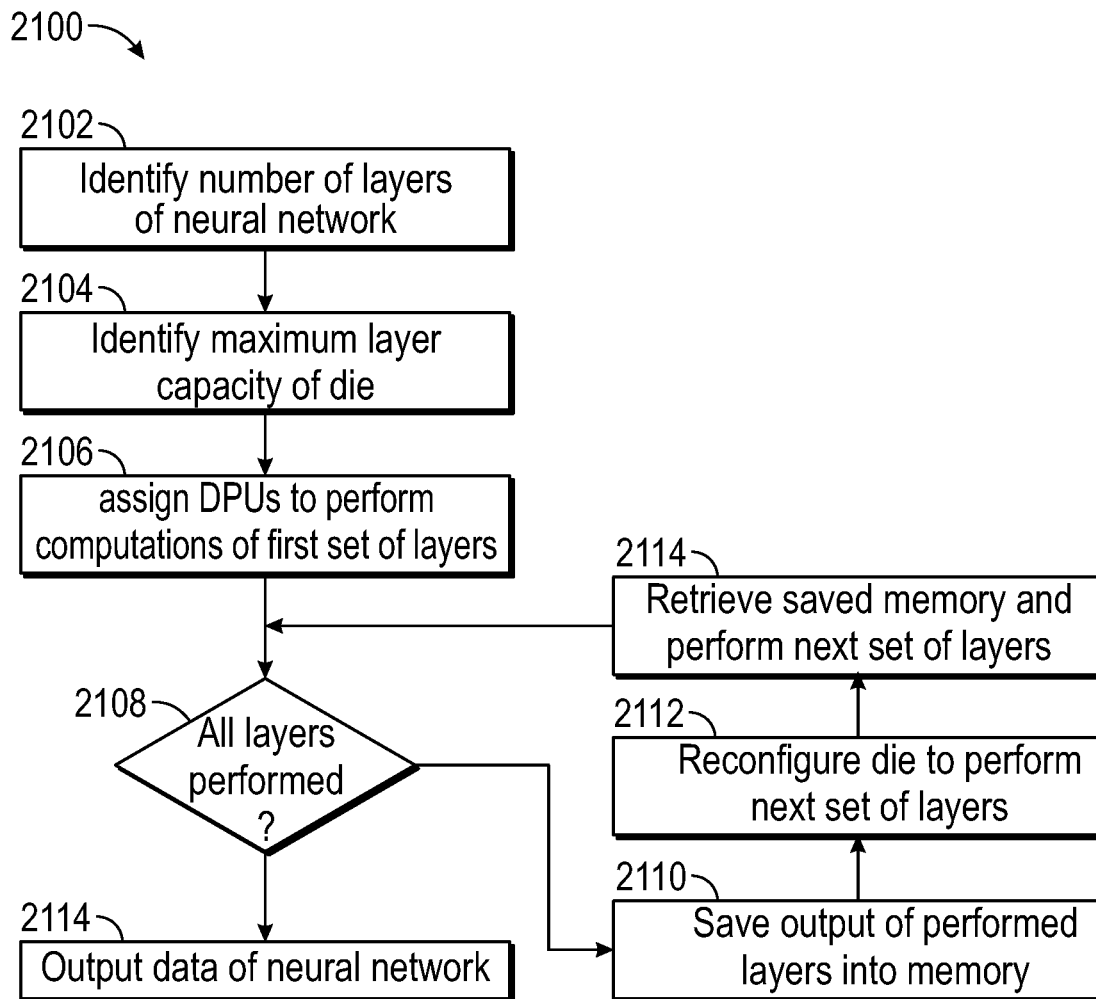 2100
2102
Identify number of layers
of neural network
2104
Identify maximum layer
capacity of die
2106
assign DPUs to perform
computations of first set of layers
2108
All layers
performed
?
2114
Output data of neural network
2110
Save output of performed
layers into memory
2112
Reconfigure die to perform
next set of layers
2114
Retrieve saved memory and
perform next set of layers